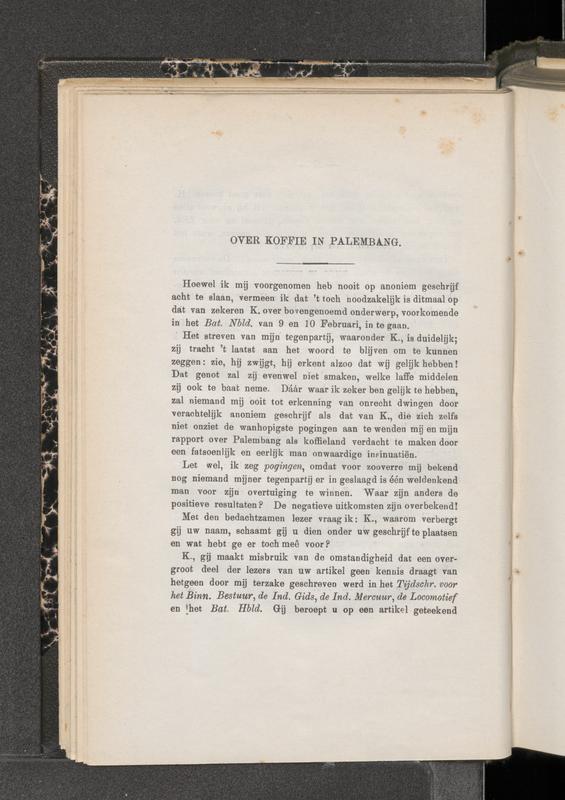 OVER KOFFIE IN PALEMBANG.
Hoewel ik mij voorgenomen heb nooit op anoniem geschrijf
acht te slaan, vermeen ik dat 't toch noodzakelijk is ditmaal op
dat van zekeren K. over bovengenoemd onderwerp, voorkomende
in het Bat. Nbld. van 9 en 10 Februari, in te gaan.
Het streven van mijn tegenpartij, waaronder K., is duidelijk;
zij tracht 't laatst aan het woord te blijven om te kunnen
zeggen: zie, hij zwijgt, hij erkent alzoo dat wij gelijk hebben!
Dat genot zal zij evenwel niet smaken, welke laffe middelen
zij ook te baat neme. Dáár waar ik zeker ben gelijk te hebben,
zal niemand mij ooit tot erkenning van onrecht dwingen door
verachtelijk anoniem geschrijf als dat van K., die zich zelfs
niet onziet de wanhopigste pogingen aan te wenden mij en mijn
rapport over Palembang als koffieland verdacht te maken door
een fatsoenlijk en eerlijk man onwaardige insinuatiën.
Let wel, ik zeg pogingen, omdat voor zooverre mij bekend
nog niemand mijner tegenpartij er in geslaagd is één weldenkend
man voor zijn overtuiging te winnen. Waar zijn anders de
positieve resultaten? De negatieve uitkomsten zijn overbekend!
Met den bedachtzamen lezer vraag ik: K., waarom verbergt
gij uw naam, schaamt gij u dien onder uw geschrijf te plaatsen
en wat hebt ge er toch meê voor?
K., gij maakt misbruik van de omstandigheid dat een over-
groot deel der lezers van uw artikel geen kennis draagt van
hetgeen door mij terzake geschreven werd in het Tijdschr. voor
het Binn. Bestuur, de Ind. Gids, de Ind. Mercuur, de Locomotief
en het Bat. Hbld. Gij beroept u op een artikel geteekend